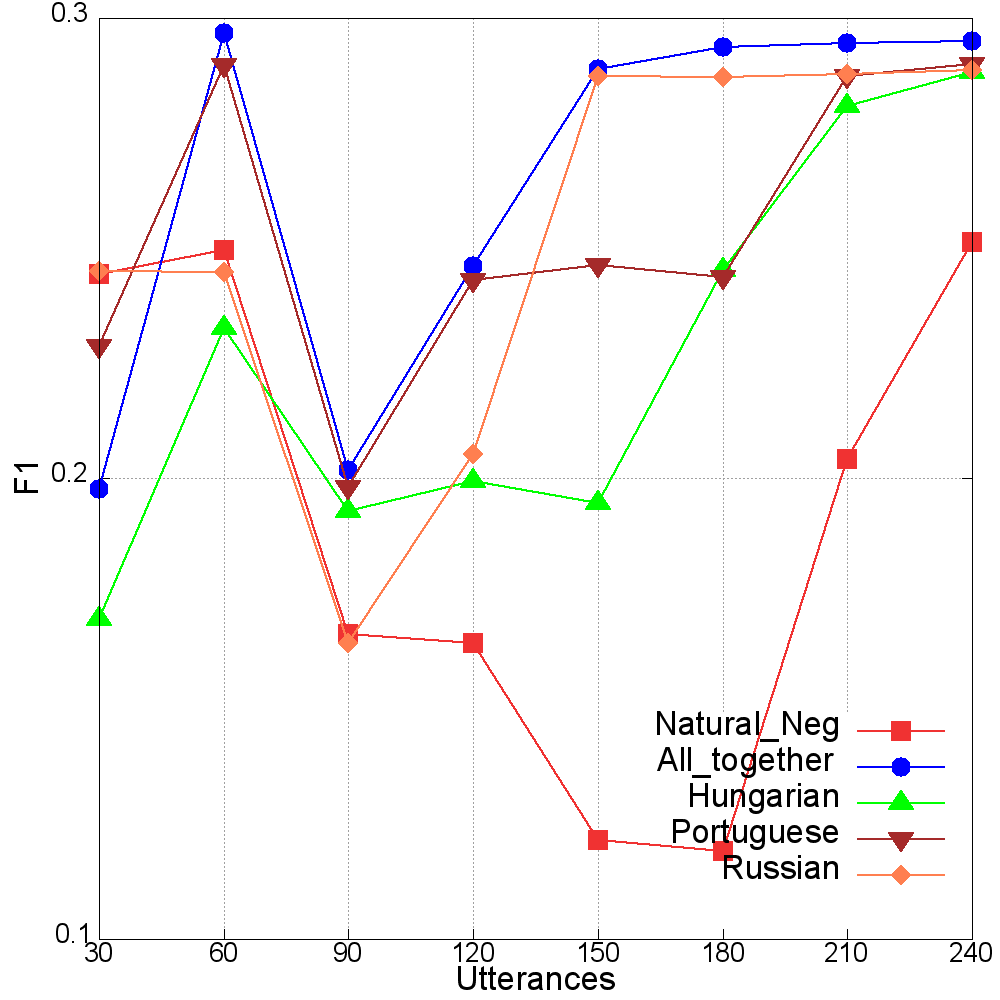 0.3
0.2
0.1
F1
30 60 90 120 150 180 210 240
Utterances
Natural_Neg
All_together
Hungarian
Portuguese
Russian